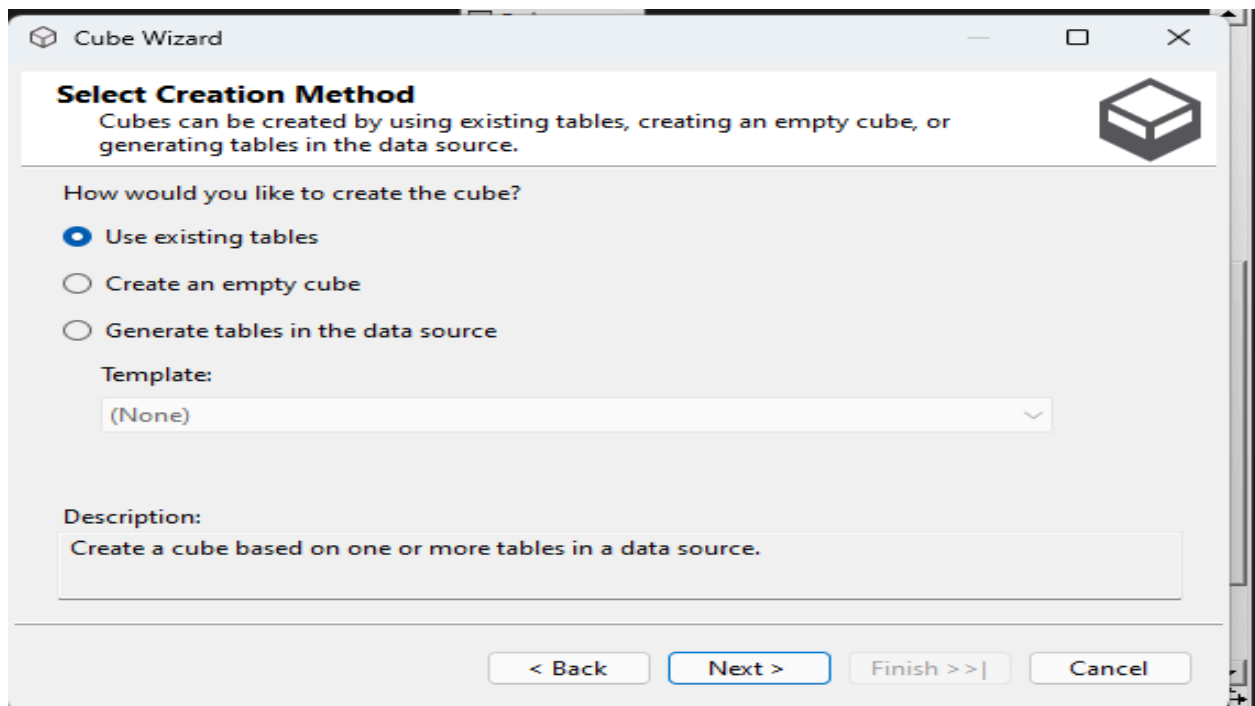 Cube Wizard
Select Creation Method
Cubes can be created by using existing tables, creating an empty cube, or
generating tables in the data source.
How would you like to create the cube?
Use existing tables
Create an empty cube
Generate tables in the data source
Template:
(None)
Description:
Create a cube based on one or more tables in a data source.
< Back
Next >
Finish >>|
Cancel